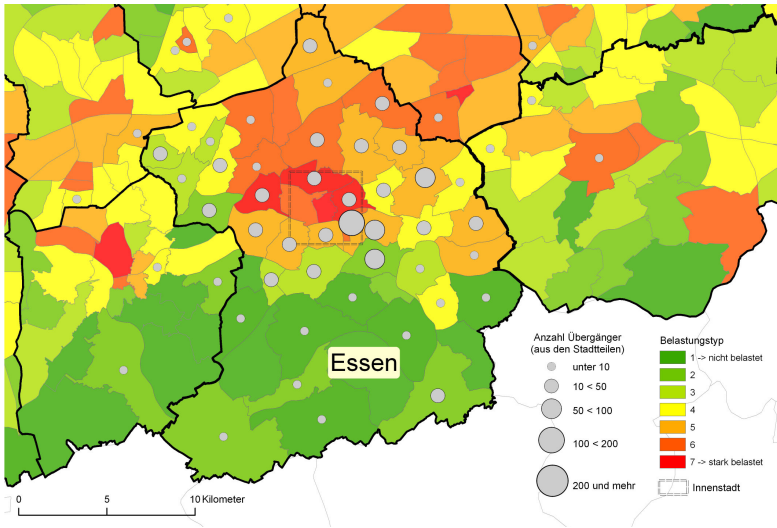 Essen
Anzahl Übergänger
(aus den Stadtteilen)
unter 10
10 < 50
50 < 100
100 < 200
200 und mehr
Belastungstyp
1 -> nicht belastet
2
3
4
5
6
7 -> stark belastet
Innenstadt
0 5 10 Kilometer